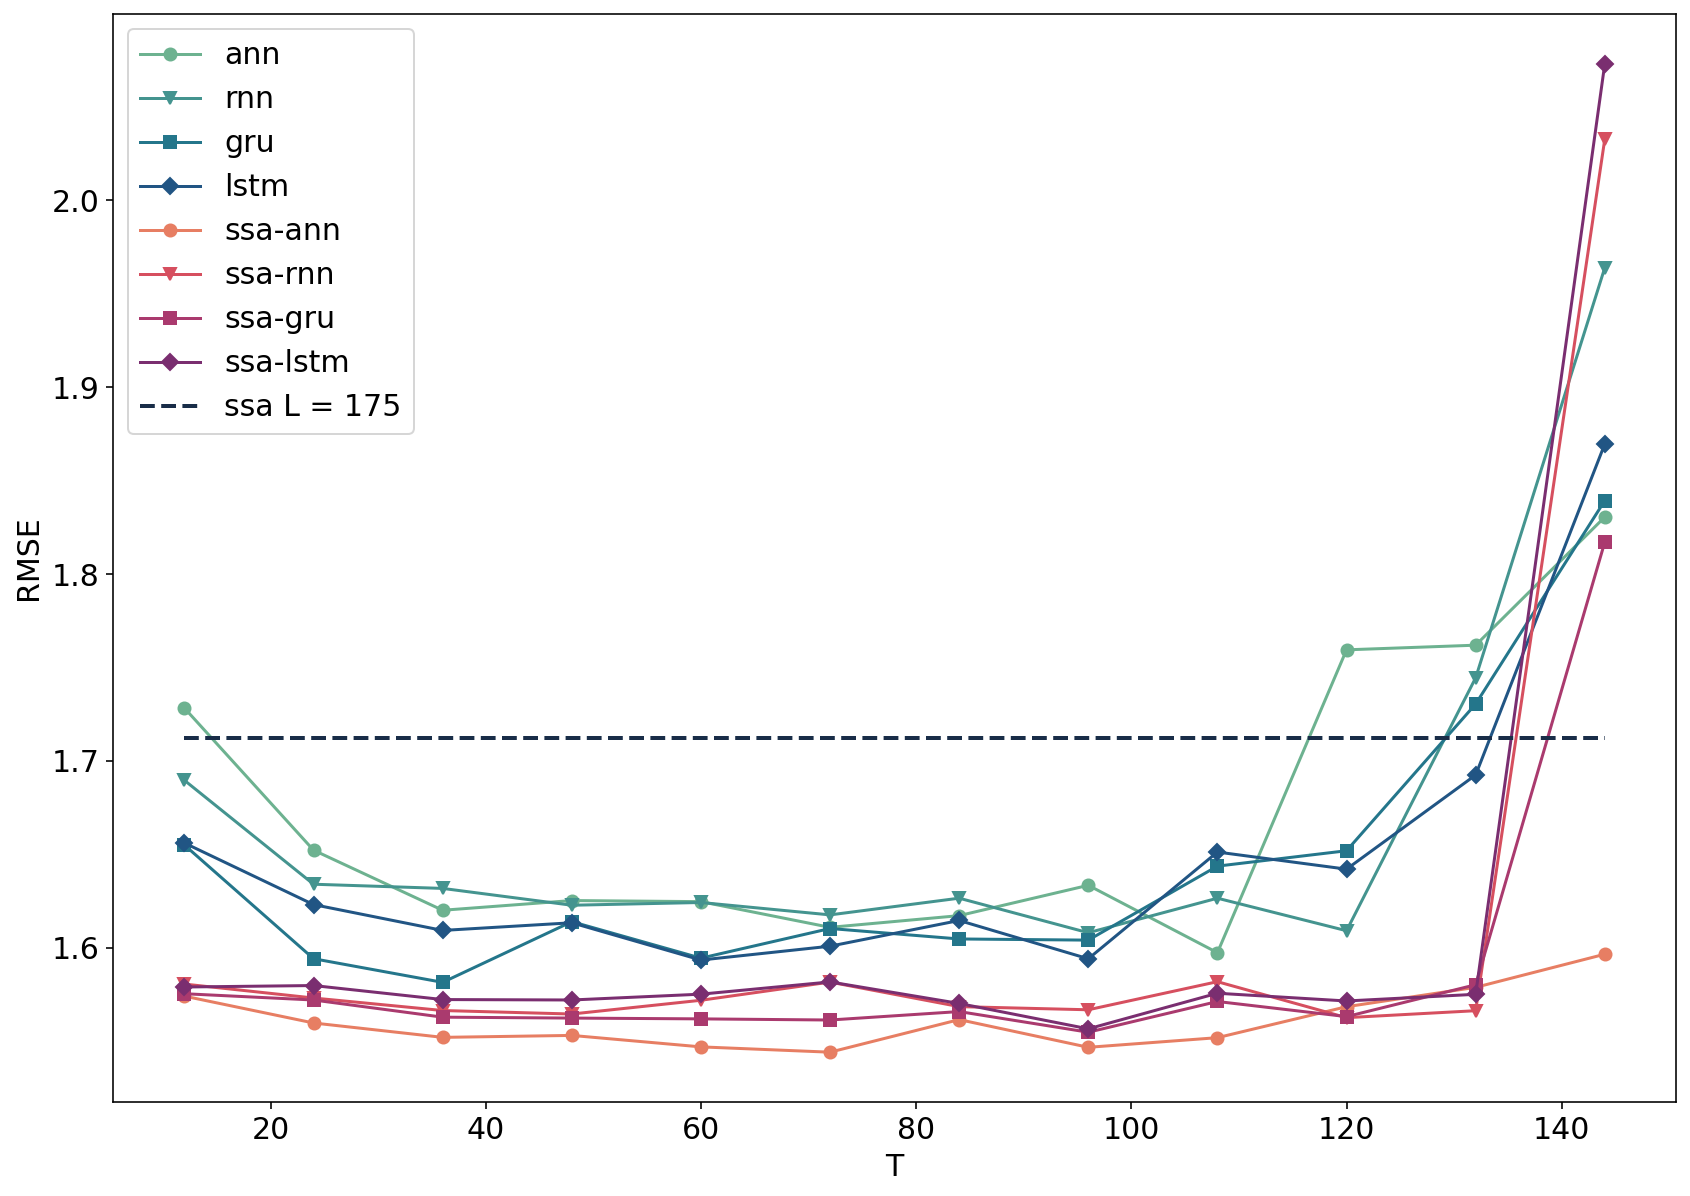 ann
rnn
gru
lstm
ssa-ann
ssa-rnn
ssa-gru
ssa-lstm
ssa L = 175
RMSE
2.0
1.9
1.8
1.7
1.6
20 40 60 80 100 120 140
T